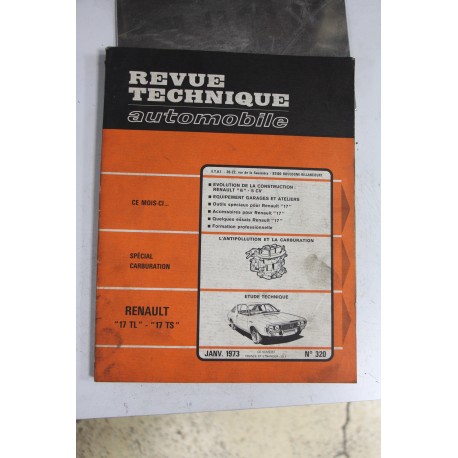 REVUE
TECHNIQUE
automobile
CE MOIS-CI...
SPÉCIAL
CARBURATION
RENAULT
"17 TL" - "17 TS"
■ EVOLUTION DE LA CONSTRUCTION :
RENAULT "6" - 5 CV
■ EQUIPEMENT GARAGES ET ATELIERS
■ Outils spéciaux pour Renault "17"
■ Accessoires pour Renault "17"
■ Quelques essais Renault "17"
■ Formation professionnelle
L'ANTIPOLLUTION ET LA CARBURATION
ETUDE TECHNIQUE
JANV. 1973
N° 320